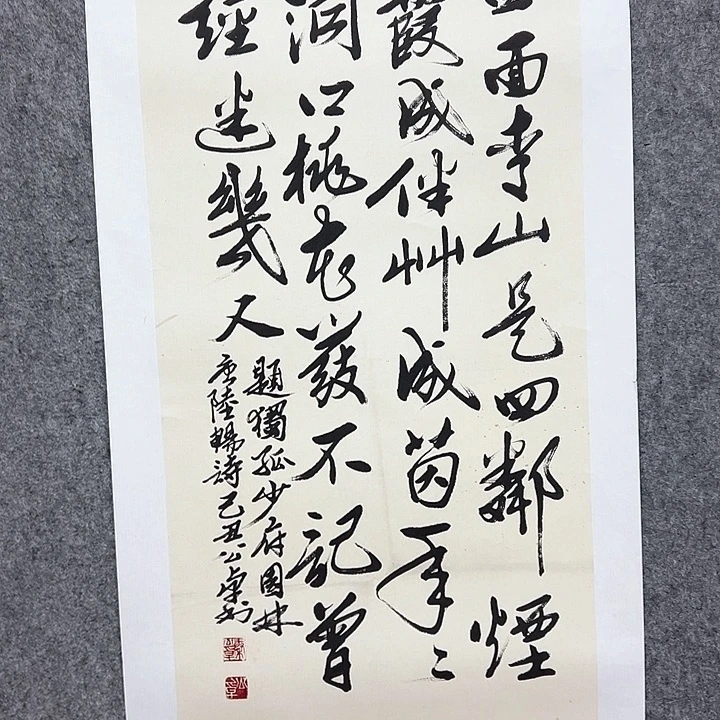 面青山是四鄰煙
霞成伴艸成茵年々
洞口桃花發不記曾
經迷幾人
題獨孤少府園林
唐陸暢詩己丑